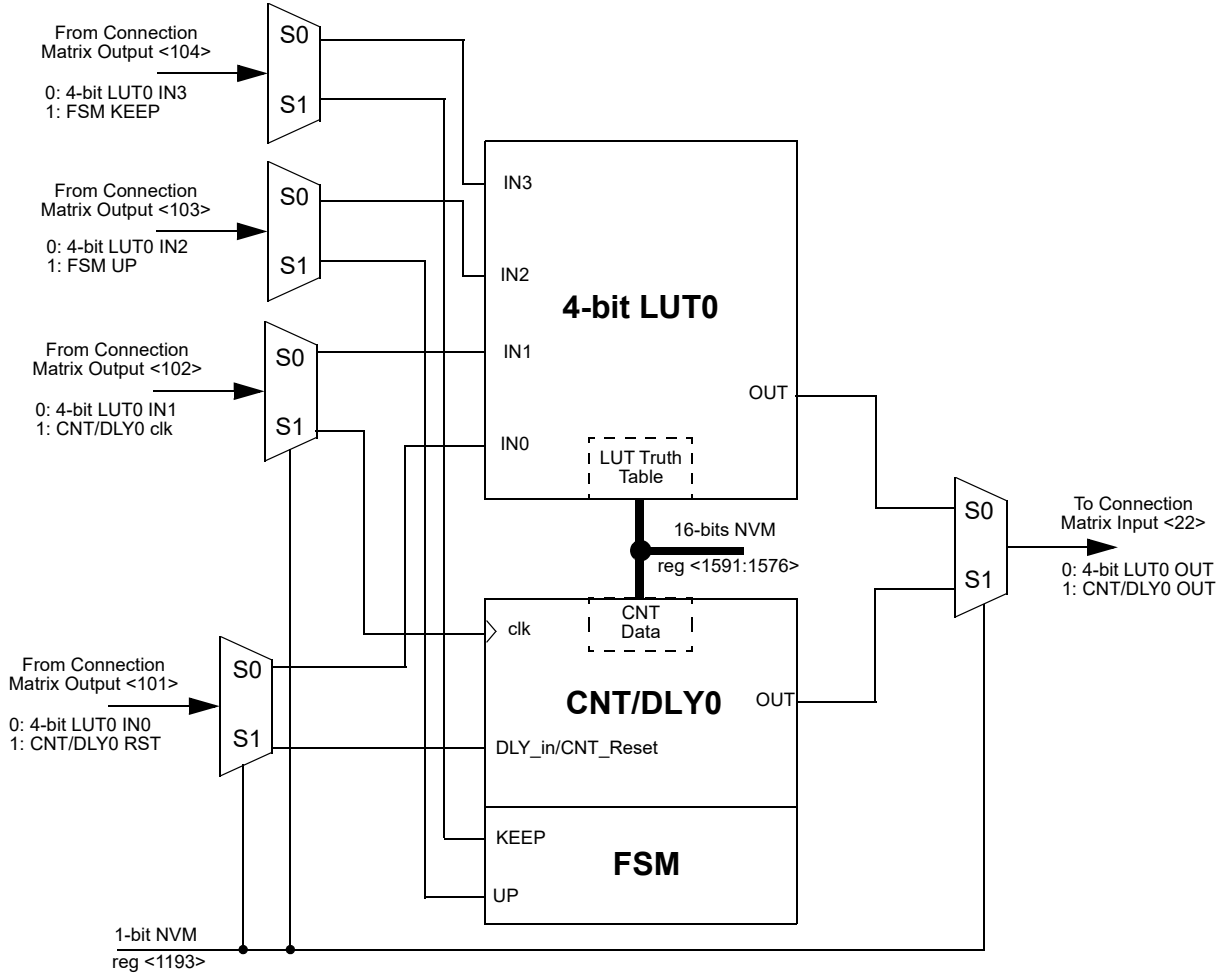 From Connection
Matrix Output <104>
0: 4-bit LUT0 IN3
1: FSM KEEP
S0
S1
From Connection
Matrix Output <103>
0: 4-bit LUT0 IN2
1: FSM UP
S0
S1
From Connection
Matrix Output <102>
0: 4-bit LUT0 IN1
1: CNT/DLY0 clk
S0
S1
From Connection
Matrix Output <101>
0: 4-bit LUT0 IN0
1: CNT/DLY0 RST
S0
S1
IN3
IN2
IN1
IN0
4-bit LUT0
OUT
LUT Truth
Table
16-bits NVM
reg <1591:1576>
CNT
Data
clk
CNT/DLY0
OUT
DLY_in/CNT_Reset
KEEP
UP
FSM
S0
S1
To Connection
Matrix Input <22>
0: 4-bit LUT0 OUT
1: CNT/DLY0 OUT
1-bit NVM
reg <1193>